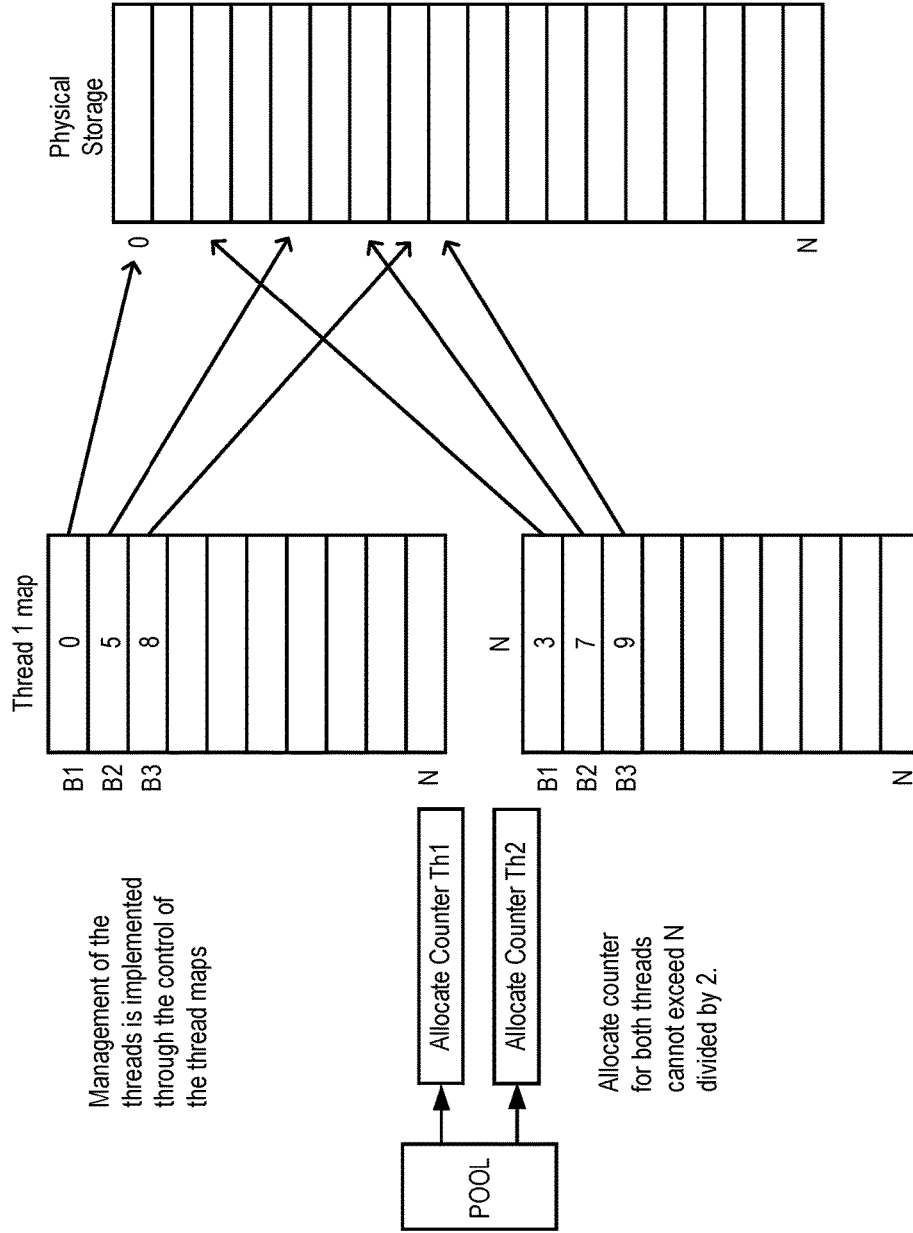 Management of the
threads is implemented
through the control of
the thread maps
POOL
Allocate Counter Th1
Allocate Counter Th2
Allocate counter
for both threads
cannot exceed N
divided by 2.
Thread 1 map
B1 0
B2 5
B3 8
N
N
B1 3
B2 7
B3 9
N
Physical
Storage
0
N